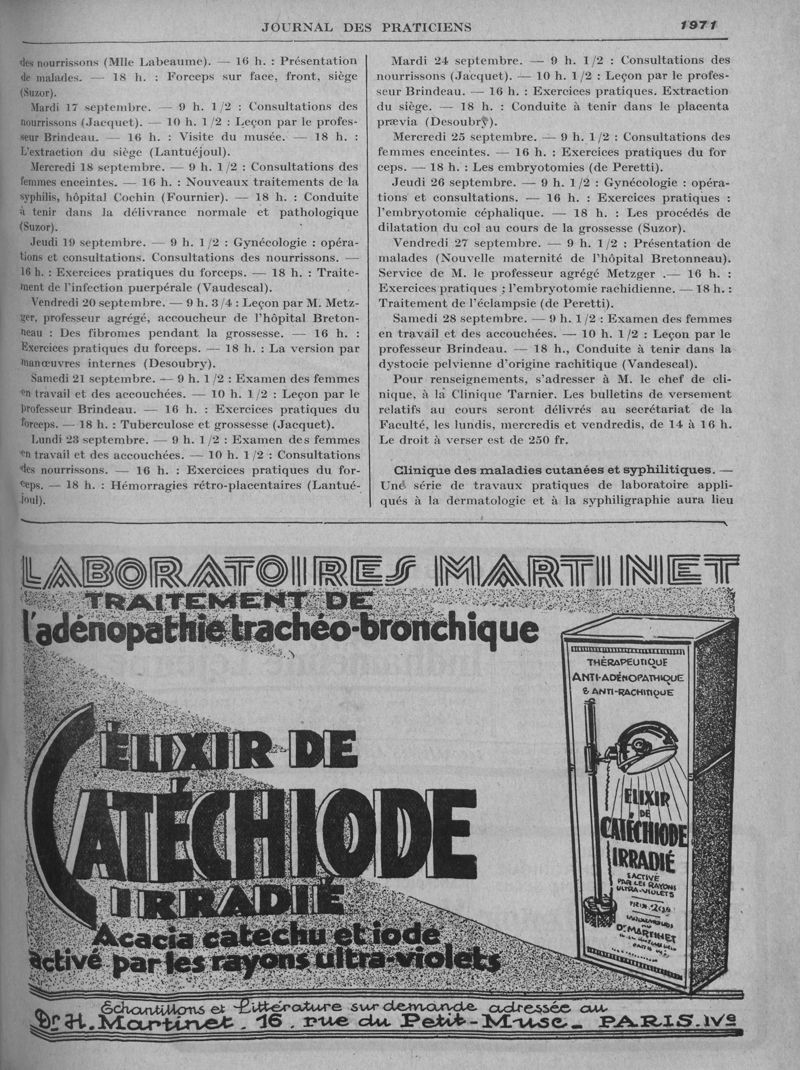 JOURNAL DES PRATICIENS
1971
des nourrissons (Mlle Labeaume). — 16 h. : Présentation
de malades. — 18 h. : Forceps sur face, front, siège
(Suzor).
Mardi 17 septembre. — 9 h. 1/2 : Consultations des
nourrissons (Jacquet). — 10 h. 1/2 : Leçon par le profes-
seur Brindeau. — 16 h. : Visite du musée. — 18 h. :
L'extraction du siège (Lantuéjoul).
Mercredi 18 septembre. — 9 h. 1/2 : Consultations des
femmes enceintes. — 16 h. : Nouveaux traitements de la
syphilis, hôpital Cochin (Fournier). — 18 h. : Conduite
à tenir dans la délivrance normale et pathologique
(Suzor).
Jeudi 19 septembre. — 9 h. 1/2 : Gynécologie : opéra-
tions et consultations. Consultations des nourrissons. —
16 h. : Exercices pratiques du forceps. — 18 h. : Traite-
ment de l'infection puerpérale (Vaudescal).
Vendredi 20 septembre. — 9 h. 3/4 : Leçon par M. Metz-
ger, professeur agrégé, accoucheur de l'hôpital Breton-
neau : Des fibromes pendant la grossesse. — 16 h. :
Exercices pratiques du forceps. — 18 h. : La version par
manœuvres internes (Desoubry).
Samedi 21 septembre. — 9 h. 1/2 : Examen des femmes
en travail et des accouchées. — 10 h. 1/2 : Leçon par le
professeur Brindeau. — 16 h. : Exercices pratiques du
forceps. — 18 h. : Tuberculose et grossesse (Jacquet).
Lundi 23 septembre. — 9 h. 1/2 : Examen des femmes
en travail et des accouchées. — 10 h. 1/2 : Consultations
des nourrissons. — 16 h. : Exercices pratiques du for-
ceps. — 18 h. : Hémorragies rétro-placentaires (Lantué-
joul).
Mardi 24 septembre. — 9 h. 1/2 : Consultations des
nourrissons (Jacquet). — 10 h. 1/2 : Leçon par le profes-
seur Brindeau. — 16 h. : Exercices pratiques. Extraction
du siège. — 18 h. : Conduite à tenir dans le placenta
prævia (Desoubry).
Mercredi 25 septembre. — 9 h. 1/2 : Consultations des
femmes enceintes. — 16 h. : Exercices pratiques du for
ceps. — 18 h. : Les embryotomies (de Peretti).
Jeudi 26 septembre. — 9 h. 1/2 : Gynécologie : opéra-
tions et consultations. — 16 h. : Exercices pratiques :
l'embryotomie céphalique. — 18 h. : Les procédés de
dilatation du col au cours de la grossesse (Suzor).
Vendredi 27 septembre. — 9 h. 1/2 : Présentation de
malades (Nouvelle maternité de l'hôpital Bretonneau).
Service de M. le professeur agrégé Metzger .— 16 h. :
Exercices pratiques ; l'embryotomie rachidienne. — 18 h. :
Traitement de l'éclampsie (de Peretti).
Samedi 28 septembre. — 9 h. 1/2 : Examen des femmes
en travail et des accouchées. — 10 h. 1/2 : Leçon par le
professeur Brindeau. — 18 h., Conduite à tenir dans la
dystocie pelvienne d'origine rachitique (Vandescal).
Pour renseignements, s'adresser à M. le chef de cli-
nique, à la Clinique Tarnier. Les bulletins de versement
relatifs au cours seront délivrés au secrétariat de la
Faculté, les lundis, mercredis et vendredis, de 14 à 16 h.
Le droit à verser est de 250 fr.
Clinique des maladies cutanées et syphilitiques. —
Une série de travaux pratiques de laboratoire appli-
qués à la dermatologie et à la syphiligraphie aura lieu
LABORATOIRES MARTINET
TRAITEMENT DE
l'adénopathie trachéo-bronchique
ÉLIXIR DE
CATÉCHIODE
IRRADIÉ
Acacia catechu et iode
activé par les rayons ultra-violets
THÉRAPEUTIQUE
ANTI-ADÉNOPATHIQUE
& ANTI-RACHITIQUE
ÉLIXIR
DE
CATÉCHIODE
IRRADIÉ
EACTIVÉ
PAR LES RAYONS
ULTRA-VIOLETS
DR MARTINET
Échantillons et Littérature sur demande adressée au
Dr H. Martinet . 16 . rue du Petit-Musc_ PARIS.IVe